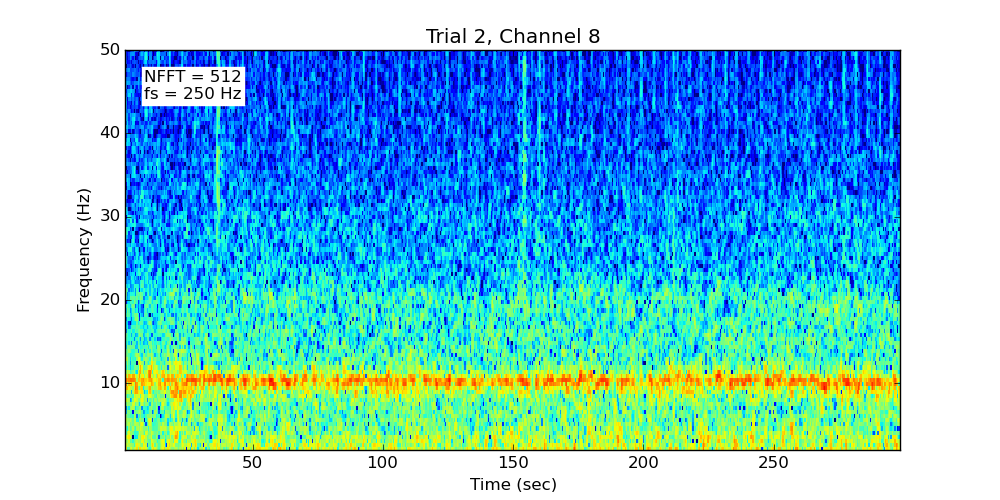 Trial 2, Channel 8
NFFT = 512
fs = 250 Hz
50
40
30
20
10
Frequency (Hz)
50
100
150
200
250
Time (sec)